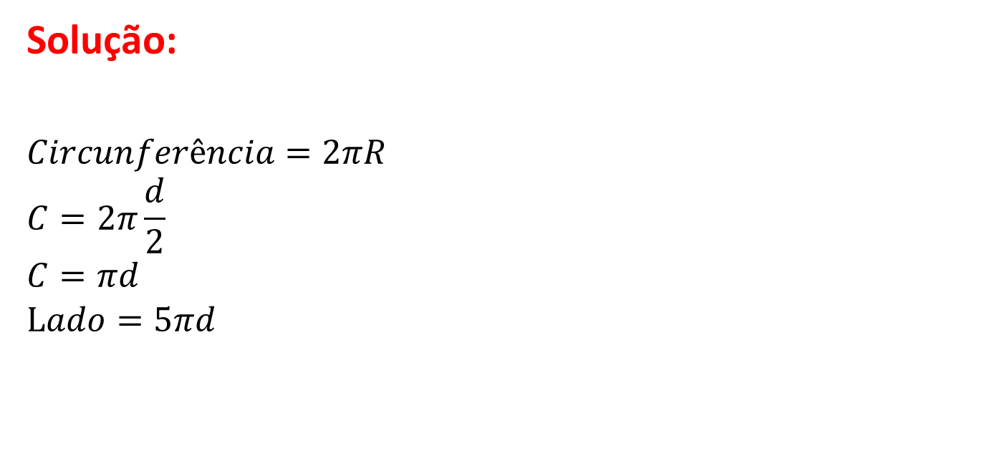 Solução:
Circunferência = 2πR
C = 2π d/2
C = πd
Lado = 5πd